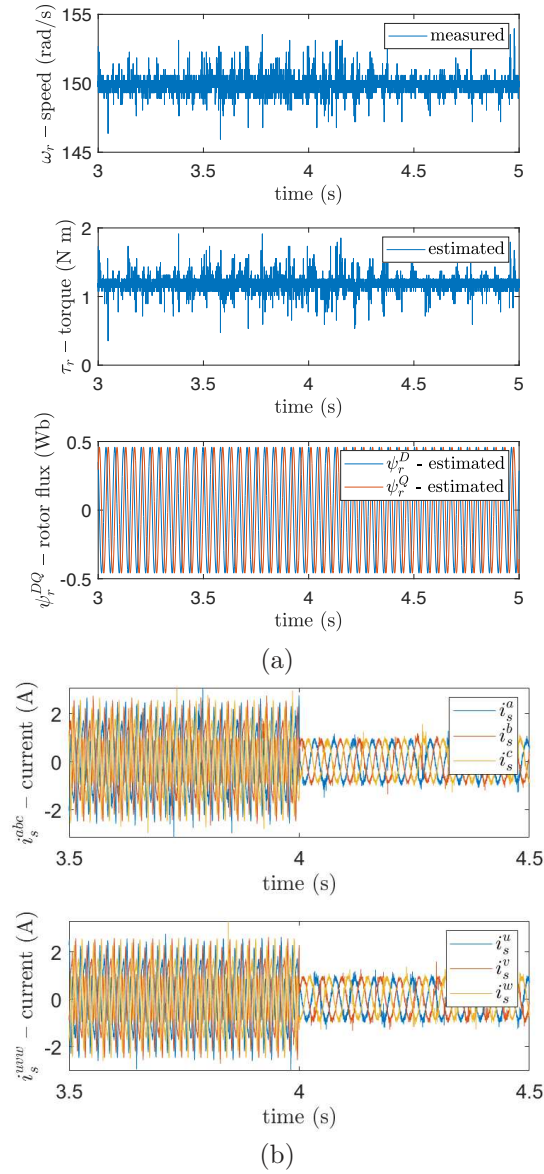 155
150
145
ω_r – speed (rad/s)
measured
3 3.5 4 4.5 5
time (s)
2
1
0
τ_r – torque (N m)
estimated
3 3.5 4 4.5 5
time (s)
0.5
0
-0.5
ψ_r^{DQ} – rotor flux (Wb)
ψ_r^D - estimated
ψ_r^Q - estimated
3 3.5 4 4.5 5
time (s)
(a)
2
0
-2
i_s^{abc} – current (A)
i_s^a
i_s^b
i_s^c
3.5 4 4.5
time (s)
2
0
-2
i_s^{uvw} – current (A)
i_s^u
i_s^v
i_s^w
3.5 4 4.5
time (s)
(b)